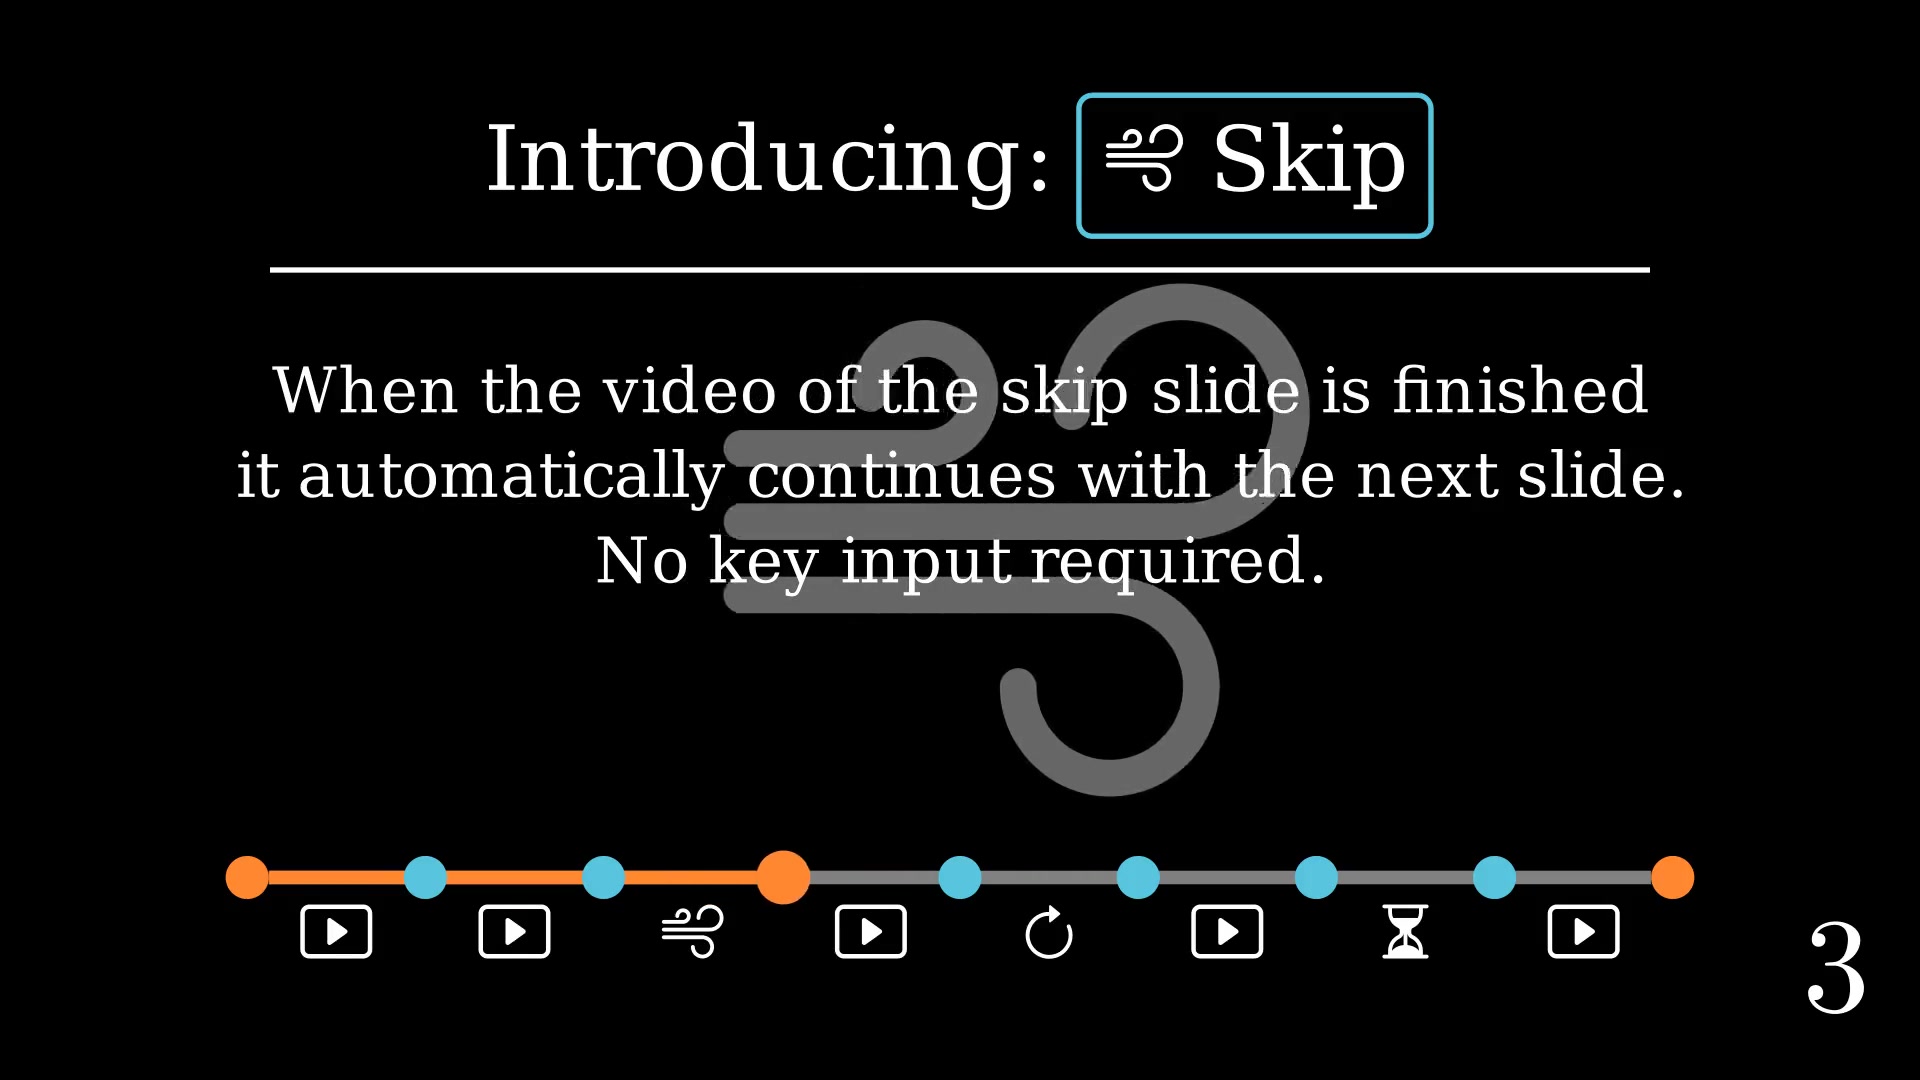 Introducing: Skip
When the video of the skip slide is finished
it automatically continues with the next slide.
No key input required.
3